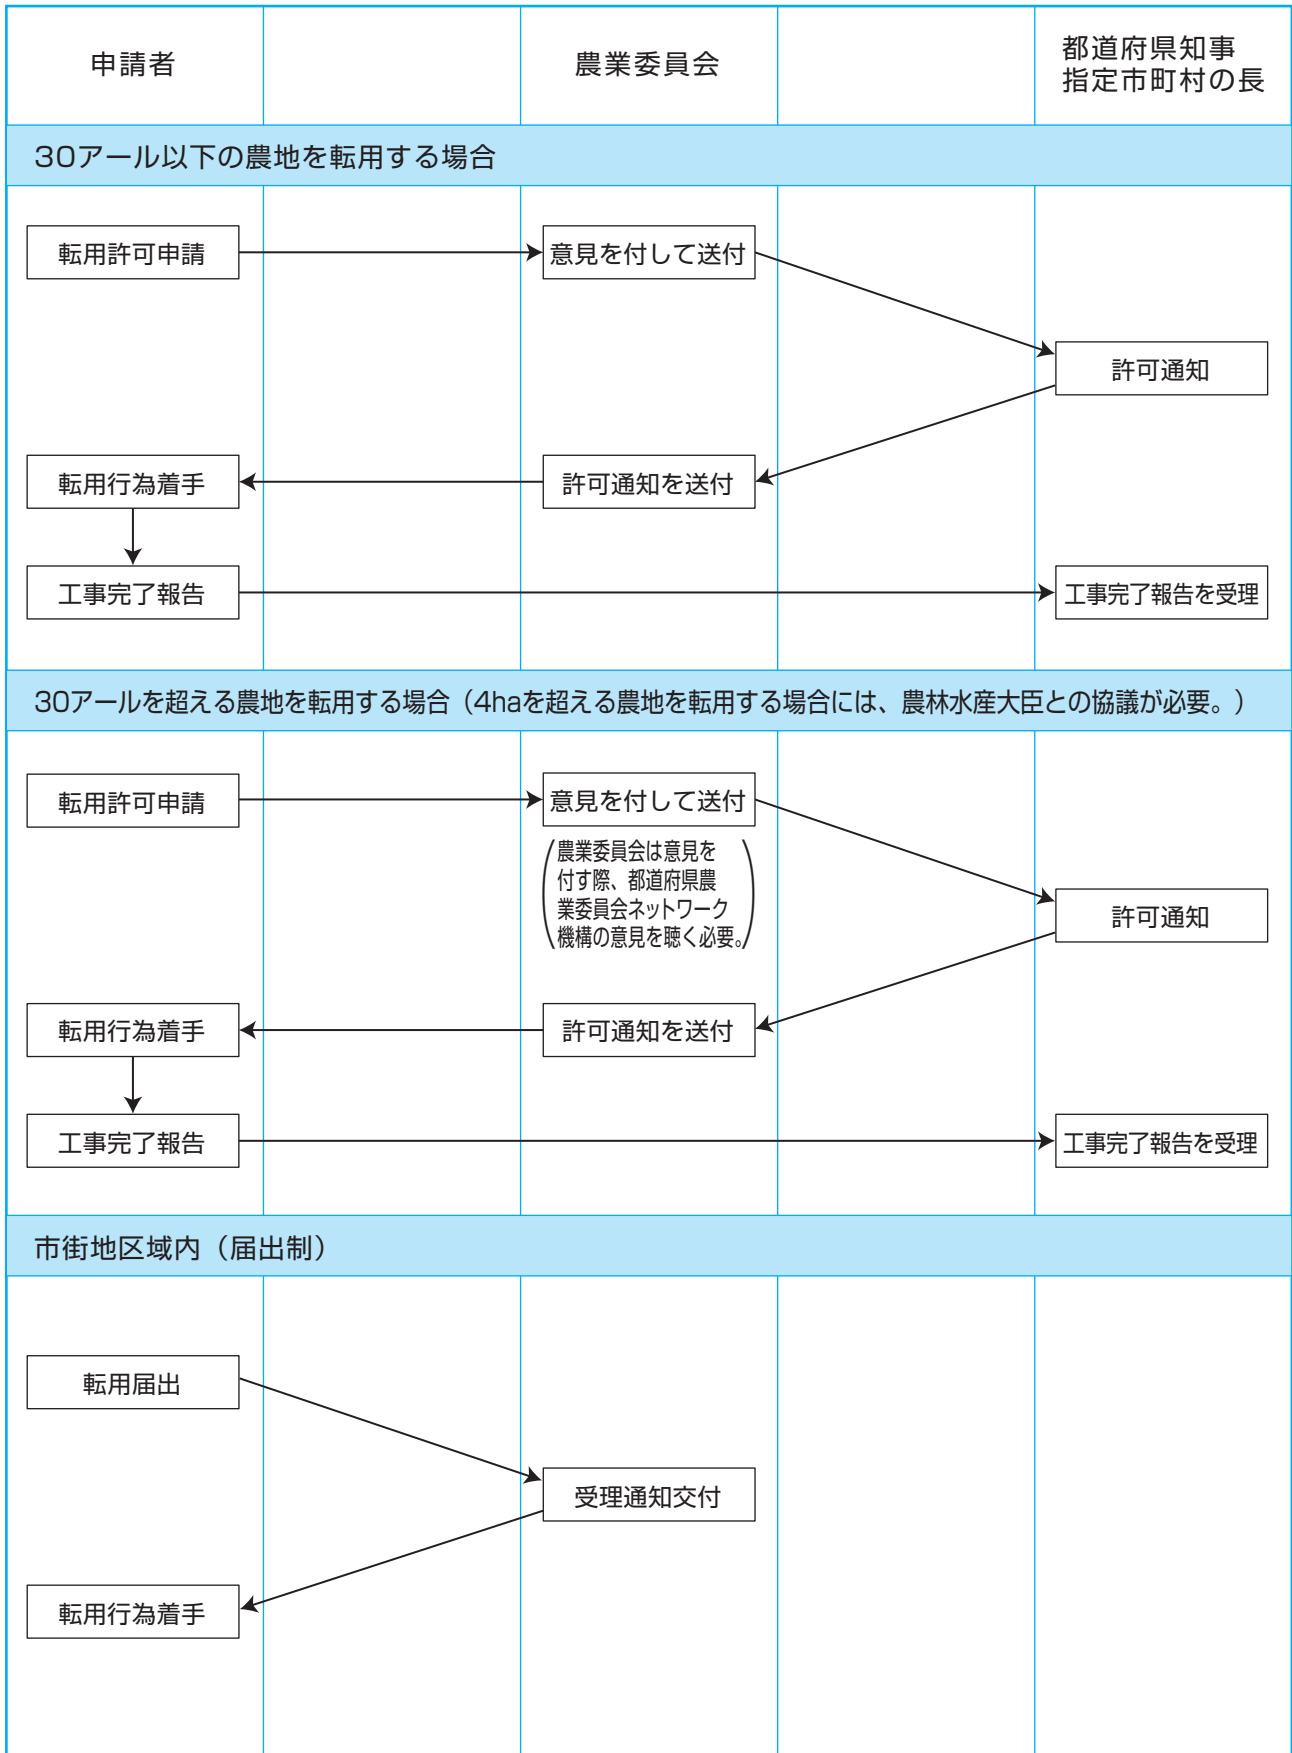 申請者
農業委員会
都道府県知事
指定市町村の長
30アール以下の農地を転用する場合
転用許可申請
意見を付して送付
許可通知
転用行為着手
許可通知を送付
工事完了報告
工事完了報告を受理
30アールを超える農地を転用する場合（4haを超える農地を転用する場合には、農林水産大臣との協議が必要。）
転用許可申請
意見を付して送付
（農業委員会は意見を
付す際、都道府県農
業委員会ネットワーク
機構の意見を聴く必要。）
許可通知
転用行為着手
許可通知を送付
工事完了報告
工事完了報告を受理
市街地区域内（届出制）
転用届出
受理通知交付
転用行為着手